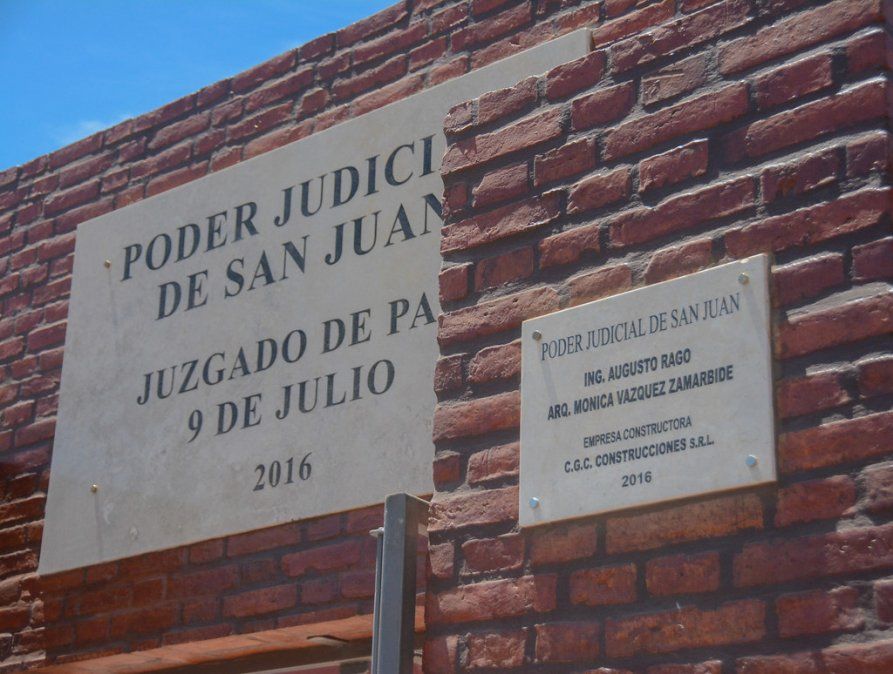 PODER JUDICI
DE SAN JUAN
JUZGADO DE PA
9 DE JULIO
2016
PODER JUDICIAL DE SAN JUAN
ING. AUGUSTO RAGO
ARQ. MONICA VAZQUEZ ZAMARBIDE
EMPRESA CONSTRUCTORA
C.G.C. CONSTRUCCIONES S.R.L.
2016